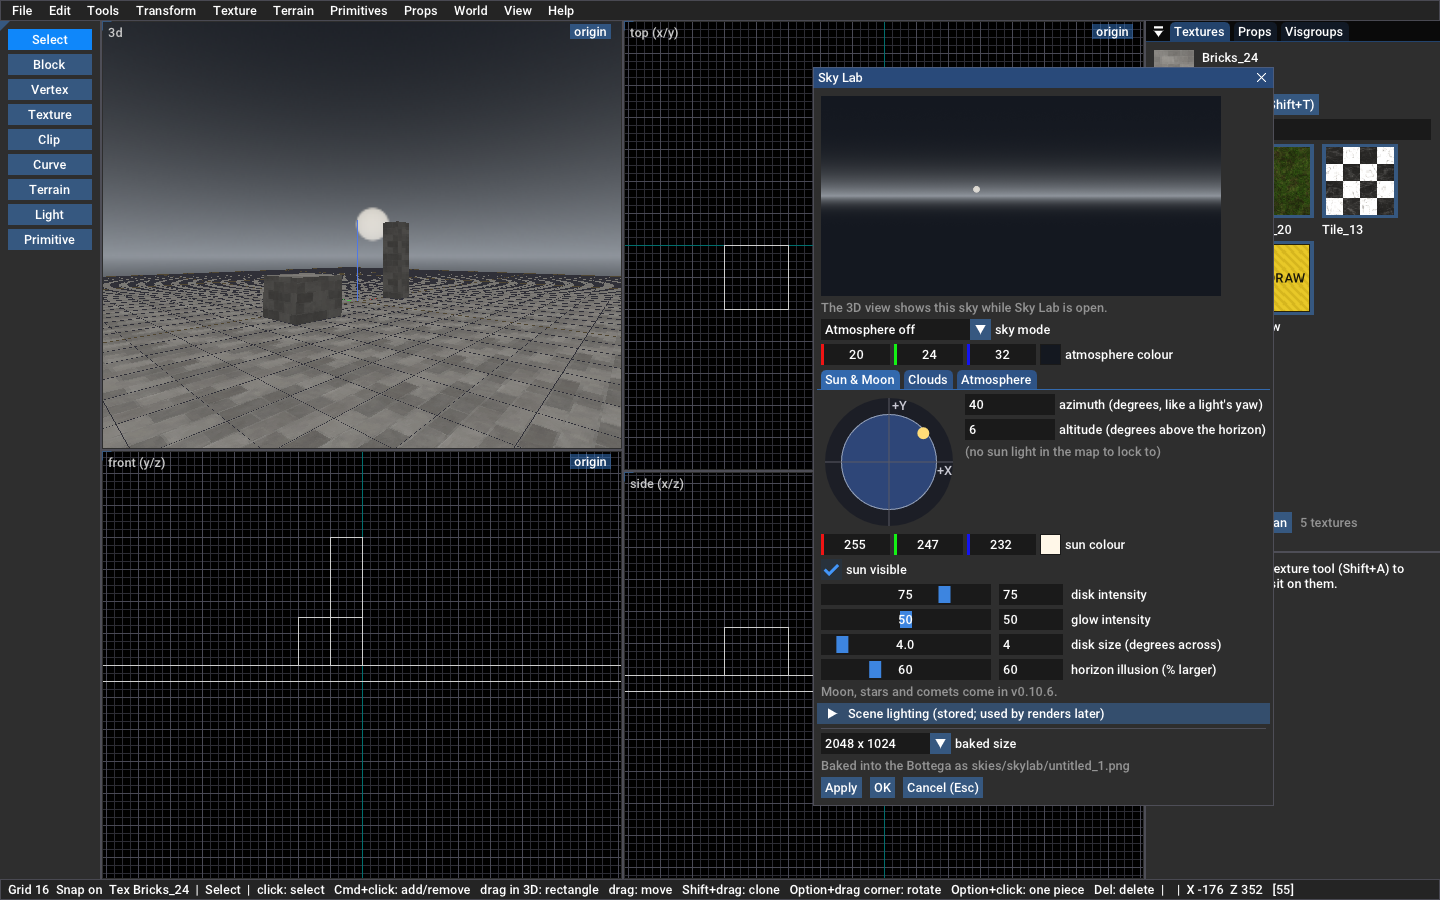 File Edit Tools Transform Texture Terrain Primitives Props World View Help
Select
Block
Vertex
Texture
Clip
Curve
Terrain
Light
Primitive
3d
origin
top (x/y)
origin
front (y/z)
origin
side (x/z)
Textures Props Visgroups
Bricks_24
Shift+T)
_20
Tile_13
RAW
w
an 5 textures
exture tool (Shift+A) to
sit on them.
Sky Lab
The 3D view shows this sky while Sky Lab is open.
Atmosphere off sky mode
20 24 32 atmosphere colour
Sun & Moon Clouds Atmosphere
+Y
+X
40 azimuth (degrees, like a light's yaw)
6 altitude (degrees above the horizon)
(no sun light in the map to lock to)
255 247 232 sun colour
sun visible
75 75 disk intensity
50 50 glow intensity
4.0 4 disk size (degrees across)
60 60 horizon illusion (% larger)
Moon, stars and comets come in v0.10.6.
Scene lighting (stored; used by renders later)
2048 x 1024 baked size
Baked into the Bottega as skies/skylab/untitled_1.png
Apply OK Cancel (Esc)
Grid 16 Snap on Tex Bricks_24 | Select | click: select Cmd+click: add/remove drag in 3D: rectangle drag: move Shift+drag: clone Option+drag corner: rotate Option+click: one piece Del: delete | | X -176 Z 352 [55]